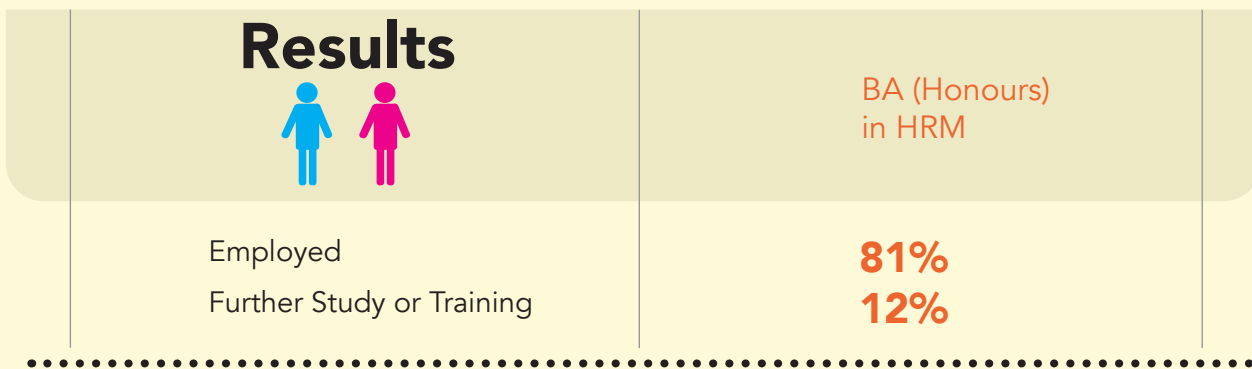 Results
BA (Honours)
in HRM
Employed 81%
Further Study or Training 12%